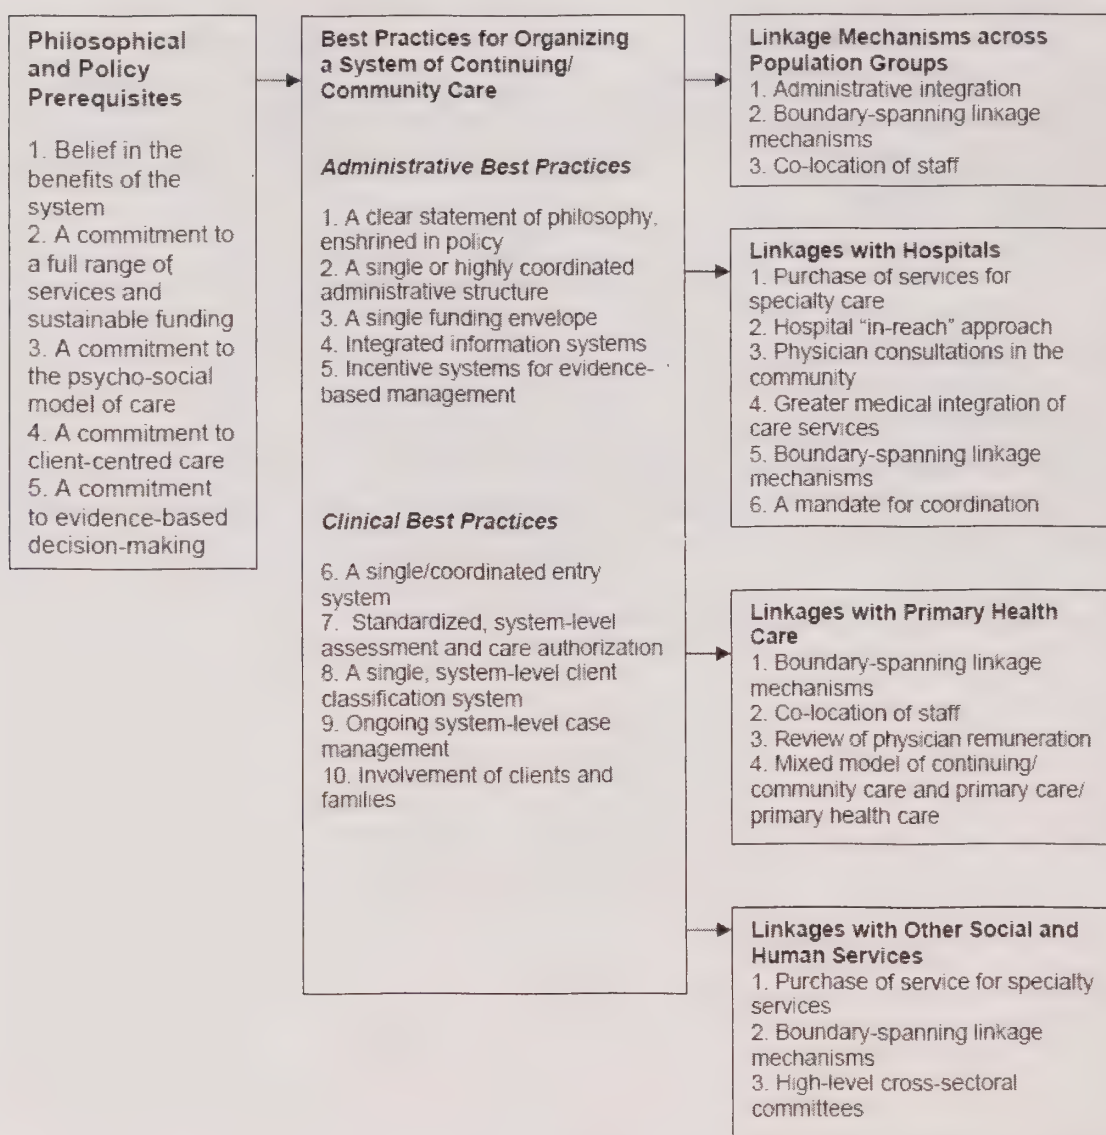 Philosophical
and Policy
Prerequisites
1. Belief in the
benefits of the
system
2. A commitment to
a full range of
services and
sustainable funding
3. A commitment to
the psycho-social
model of care
4. A commitment to
client-centred care
5. A commitment
to evidence-based
decision-making
Best Practices for Organizing
a System of Continuing/
Community Care
Administrative Best Practices
1. A clear statement of philosophy,
enshrined in policy
2. A single or highly coordinated
administrative structure
3. A single funding envelope
4. Integrated information systems
5. Incentive systems for evidence-
based management
Clinical Best Practices
6. A single/coordinated entry
system
7. Standardized, system-level
assessment and care authorization
8. A single, system-level client
classification system
9. Ongoing system-level case
management
10. Involvement of clients and
families
Linkage Mechanisms across
Population Groups
1. Administrative integration
2. Boundary-spanning linkage
mechanisms
3. Co-location of staff
Linkages with Hospitals
1. Purchase of services for
specialty care
2. Hospital "in-reach" approach
3. Physician consultations in the
community
4. Greater medical integration of
care services
5. Boundary-spanning linkage
mechanisms
6. A mandate for coordination
Linkages with Primary Health
Care
1. Boundary-spanning linkage
mechanisms
2. Co-location of staff
3. Review of physician remuneration
4. Mixed model of continuing/
community care and primary care/
primary health care
Linkages with Other Social and
Human Services
1. Purchase of service for specialty
services
2. Boundary-spanning linkage
mechanisms
3. High-level cross-sectoral
committees